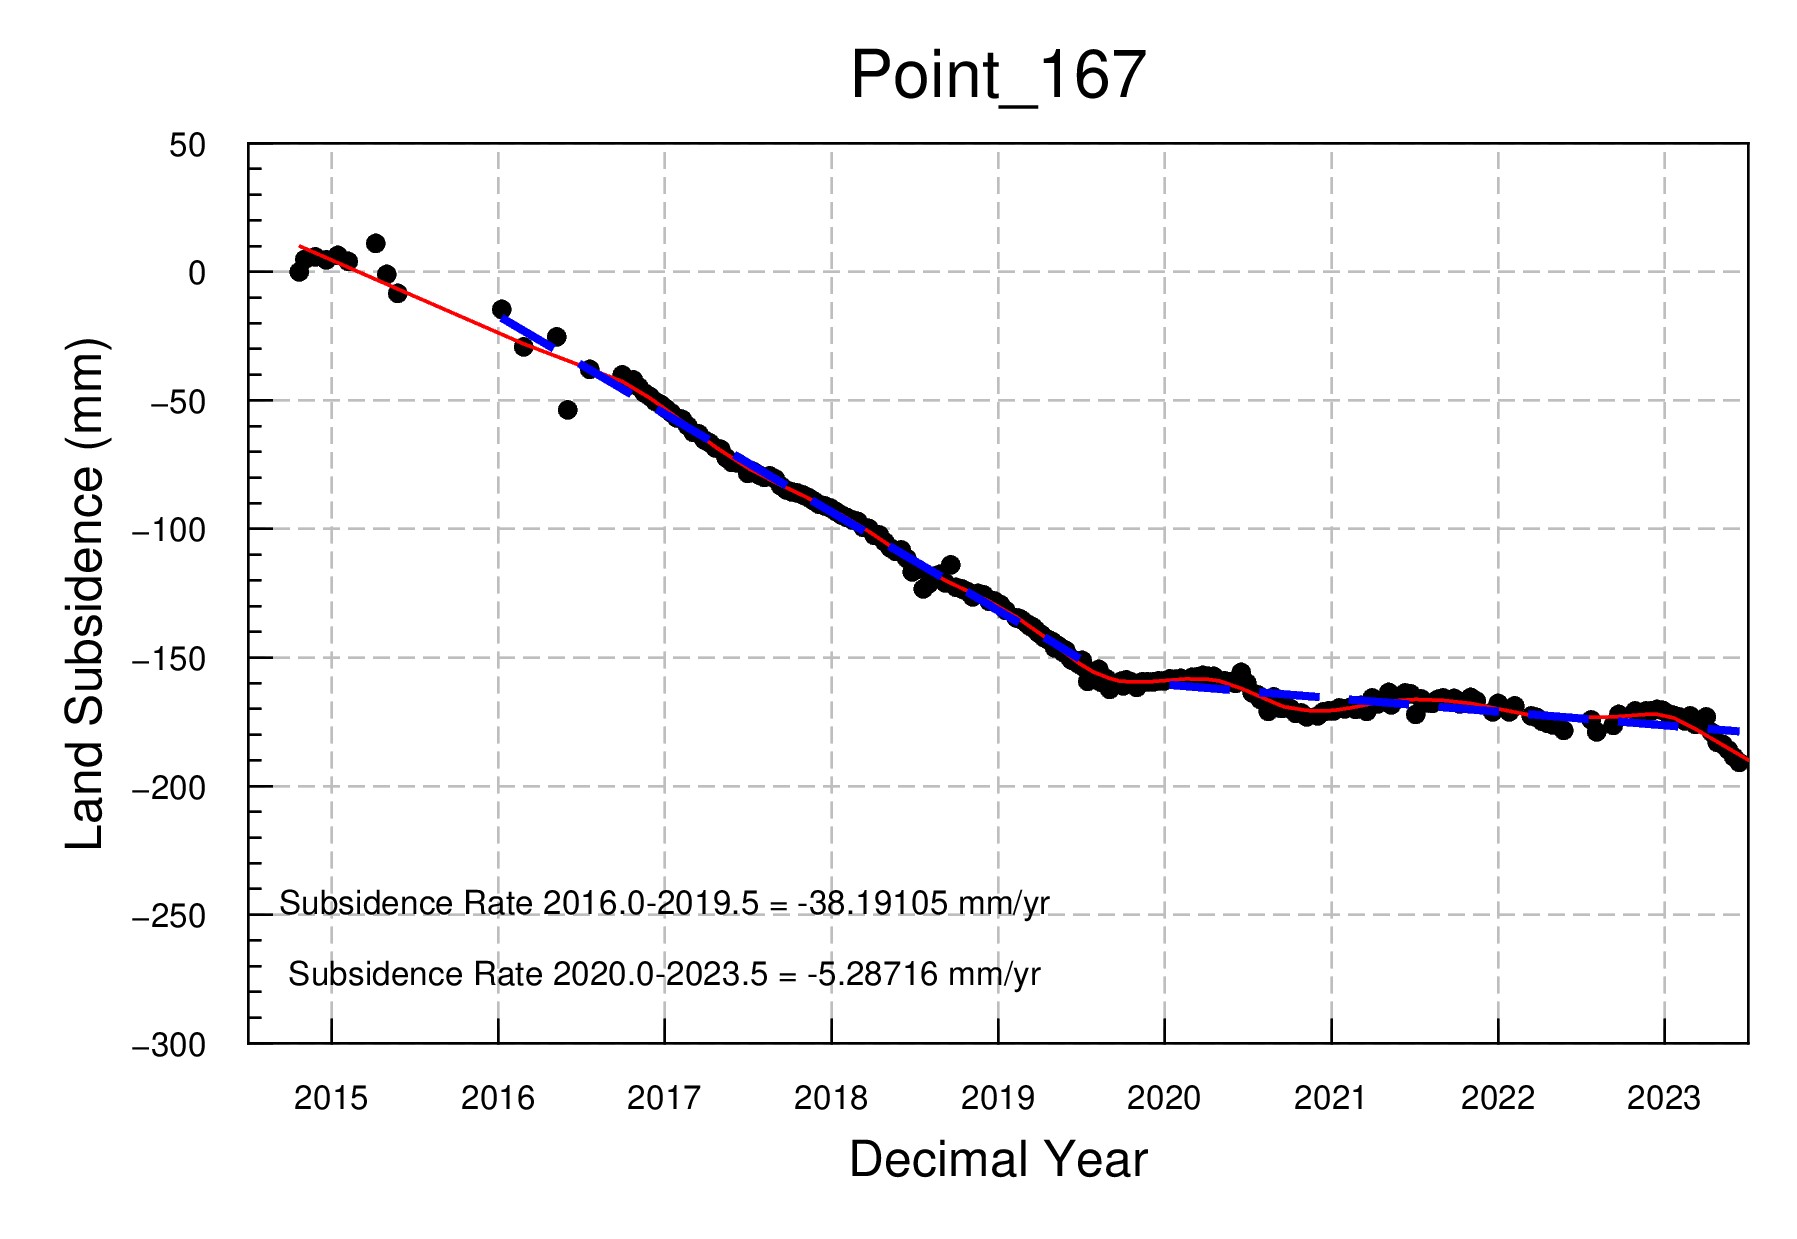 Point_167
50
0
−50
−100
−150
−200
−250
−300
Land Subsidence (mm)
Subsidence Rate 2016.0-2019.5 = -38.19105 mm/yr
Subsidence Rate 2020.0-2023.5 = -5.28716 mm/yr
2015 2016 2017 2018 2019 2020 2021 2022 2023
Decimal Year